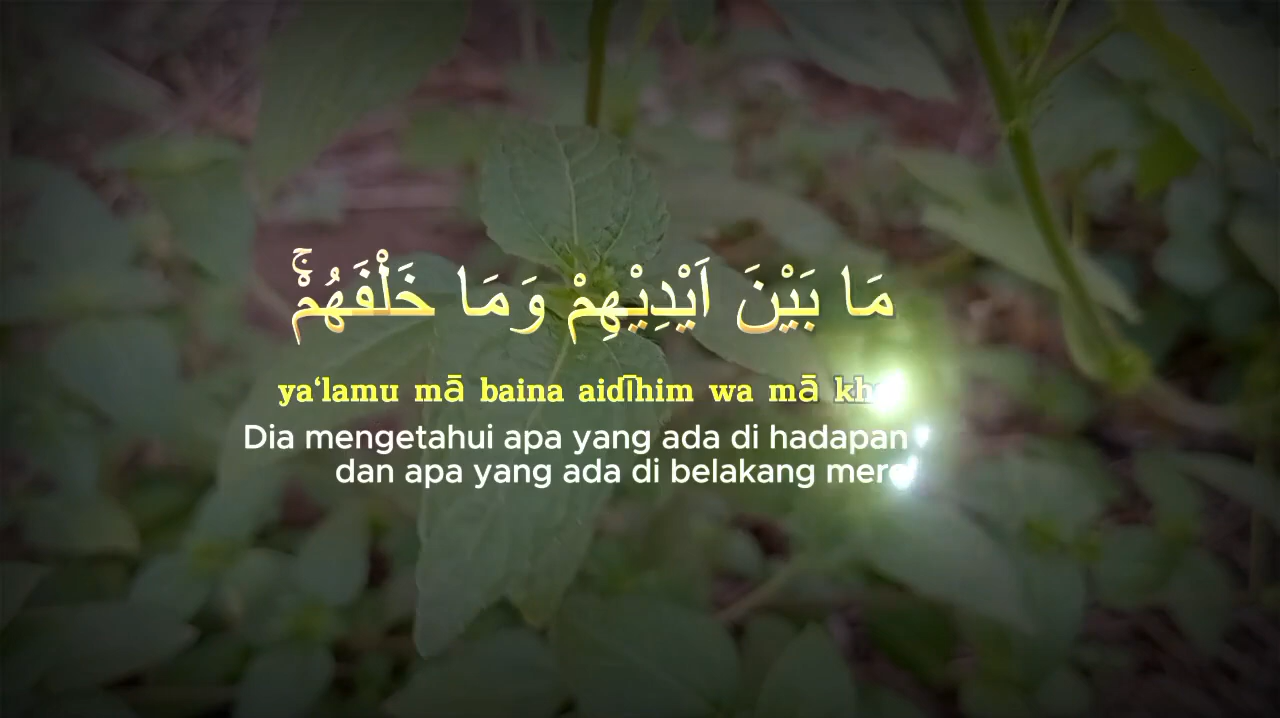 مَا بَيْنَ اَيْدِيْهِمْ وَمَا خَلْفَهُمْۚ
ya‘lamu mā baina aidīhim wa mā
Dia mengetahui apa yang ada di hadapan
dan apa yang ada di belakang